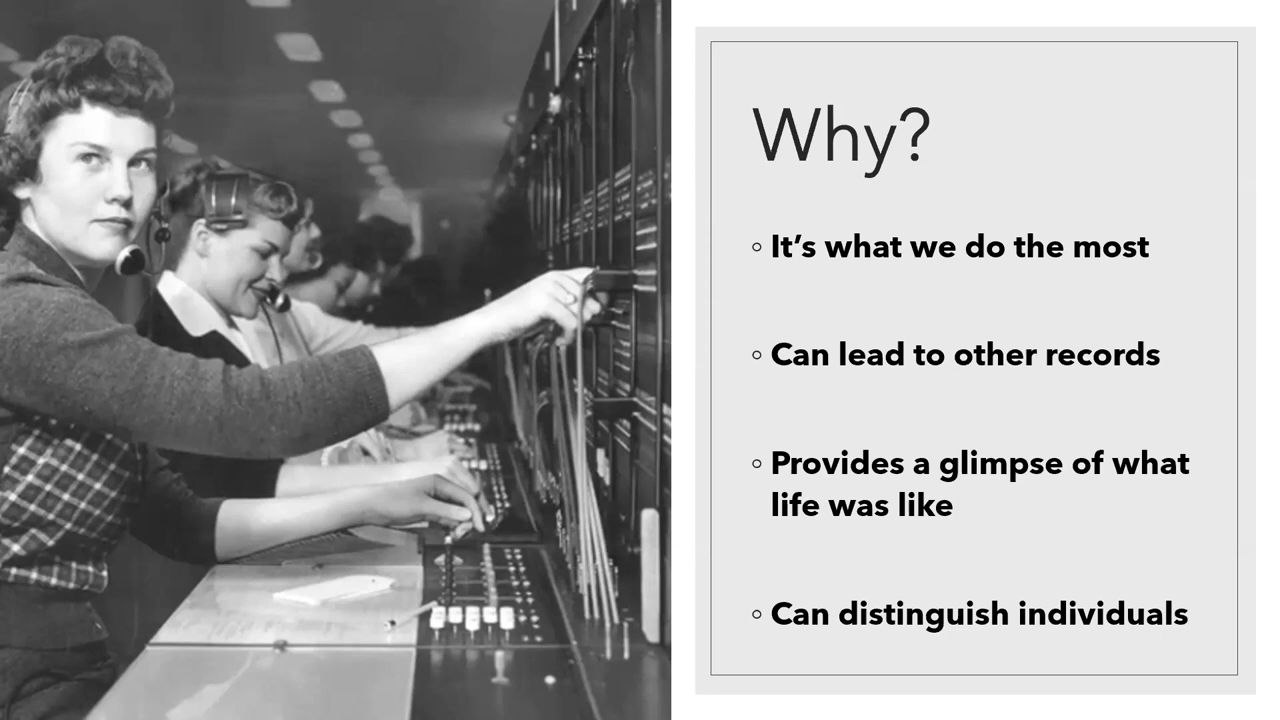 Why?
◦ It’s what we do the most
◦ Can lead to other records
◦ Provides a glimpse of what
life was like
◦ Can distinguish individuals